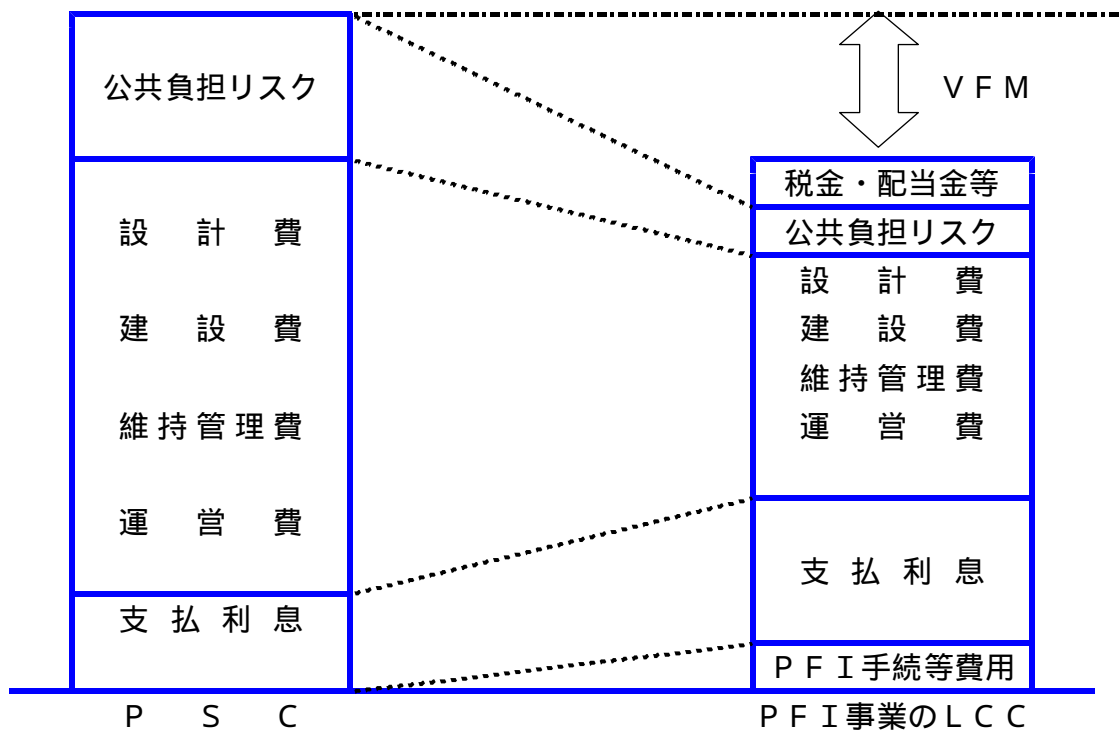 公共負担リスク
設計費
建設費
維持管理費
運営費
支払利息
ＰＳＣ
ＶＦＭ
税金・配当金等
公共負担リスク
設計費
建設費
維持管理費
運営費
支払利息
ＰＦＩ手続等費用
ＰＦＩ事業のＬＣＣ